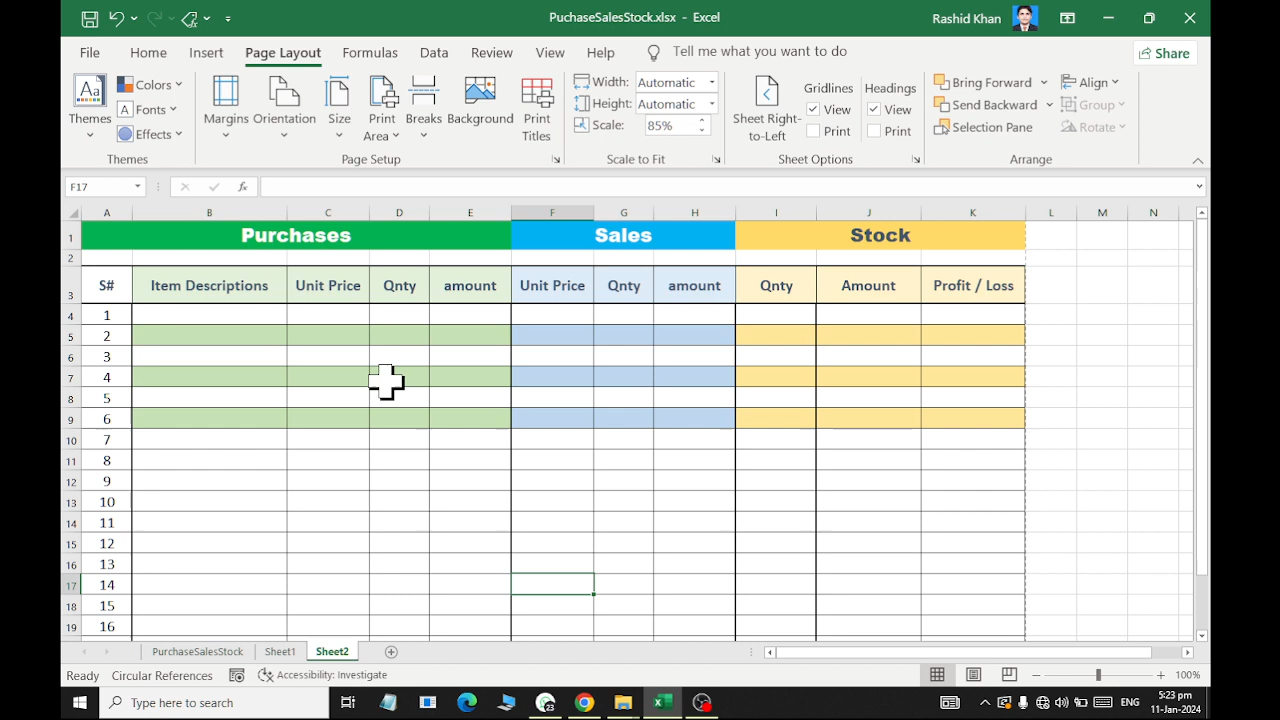 PuchaseSalesStock.xlsx - Excel
Rashid Khan
File Home Insert Page Layout Formulas Data Review View Help Tell me what you want to do Share
Themes Colors Fonts Effects
Margins Orientation Size Print Area Breaks Background Print Titles
Width: Automatic
Height: Automatic
Scale: 85%
Sheet Right-to-Left
Gridlines Headings
View View
Print Print
Bring Forward Align
Send Backward Group
Selection Pane Rotate
Themes Page Setup Scale to Fit Sheet Options Arrange
F17 fx
A B C D E F G H I J K L M N
1 Purchases Sales Stock
2
3 S# Item Descriptions Unit Price Qnty amount Unit Price Qnty amount Qnty Amount Profit / Loss
4 1
5 2
6 3
7 4
8 5
9 6
10 7
11 8
12 9
13 10
14 11
15 12
16 13
17 14
18 15
19 16
PurchaseSalesStock Sheet1 Sheet2
Ready Circular References Accessibility: Investigate 100%
Type here to search
ENG
5:23 pm
11-Jan-2024